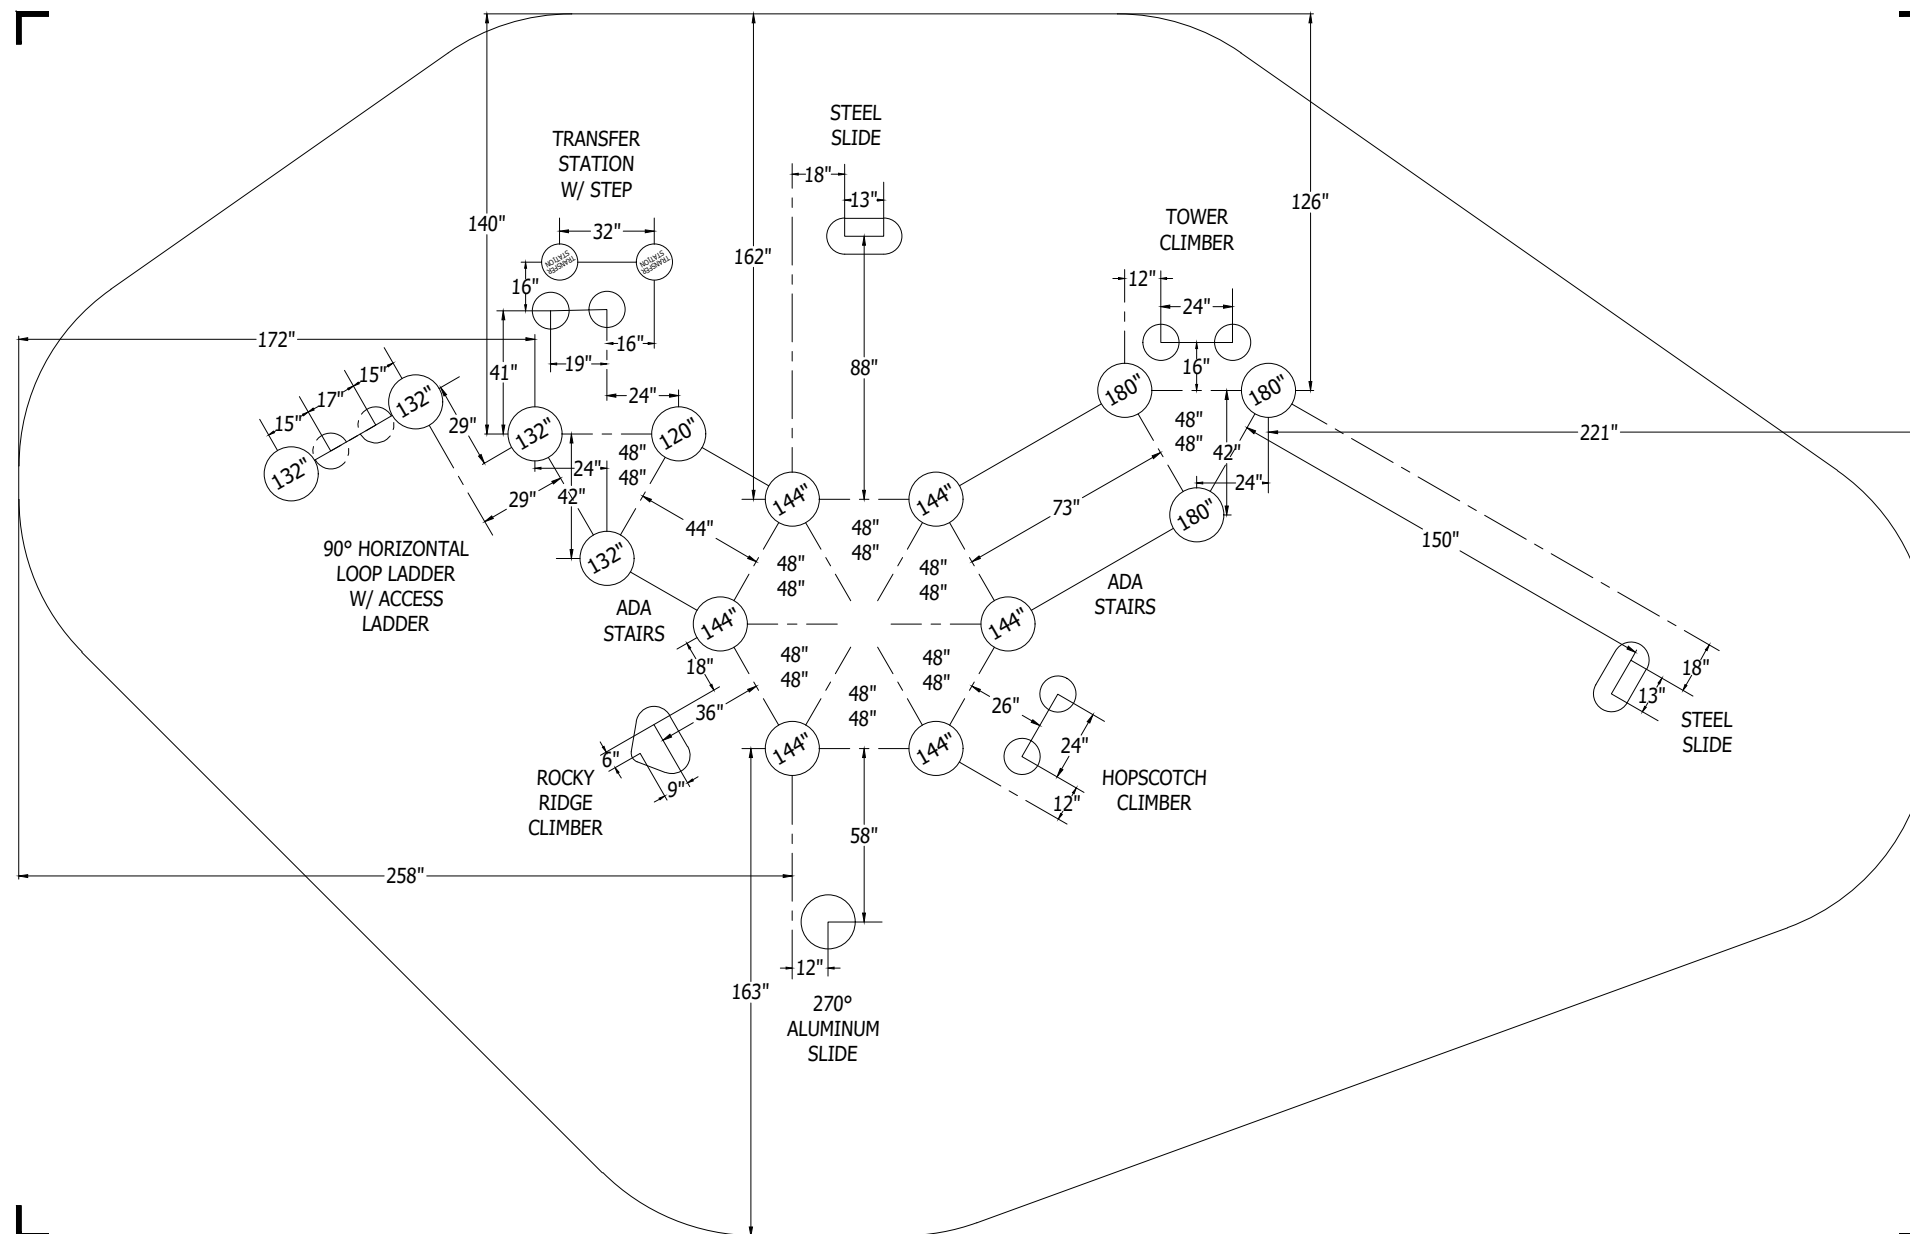 STEEL
SLIDE
TRANSFER
STATION
W/ STEP
18"
13"
126"
140"
32"
TOWER
CLIMBER
162"
TRANSFER
STATION
TRANSFER
STATION
16"
12"
24"
172"
16"
19"
41"
88"
16"
15"
17"
15"
24"
132"
180"
180"
29"
132"
120"
48"
48"
48"
48"
221"
42"
132"
24"
24"
29"
42"
144"
144"
73"
180"
44"
150"
48"
48"
90° HORIZONTAL
LOOP LADDER
W/ ACCESS
LADDER
132"
48"
48"
48"
48"
ADA
STAIRS
ADA
STAIRS
144"
144"
18"
48"
48"
48"
48"
18"
13"
36"
48"
48"
26"
STEEL
SLIDE
6"
9"
144"
144"
24"
12"
ROCKY
RIDGE
CLIMBER
HOPSCOTCH
CLIMBER
58"
258"
12"
163"
270°
ALUMINUM
SLIDE